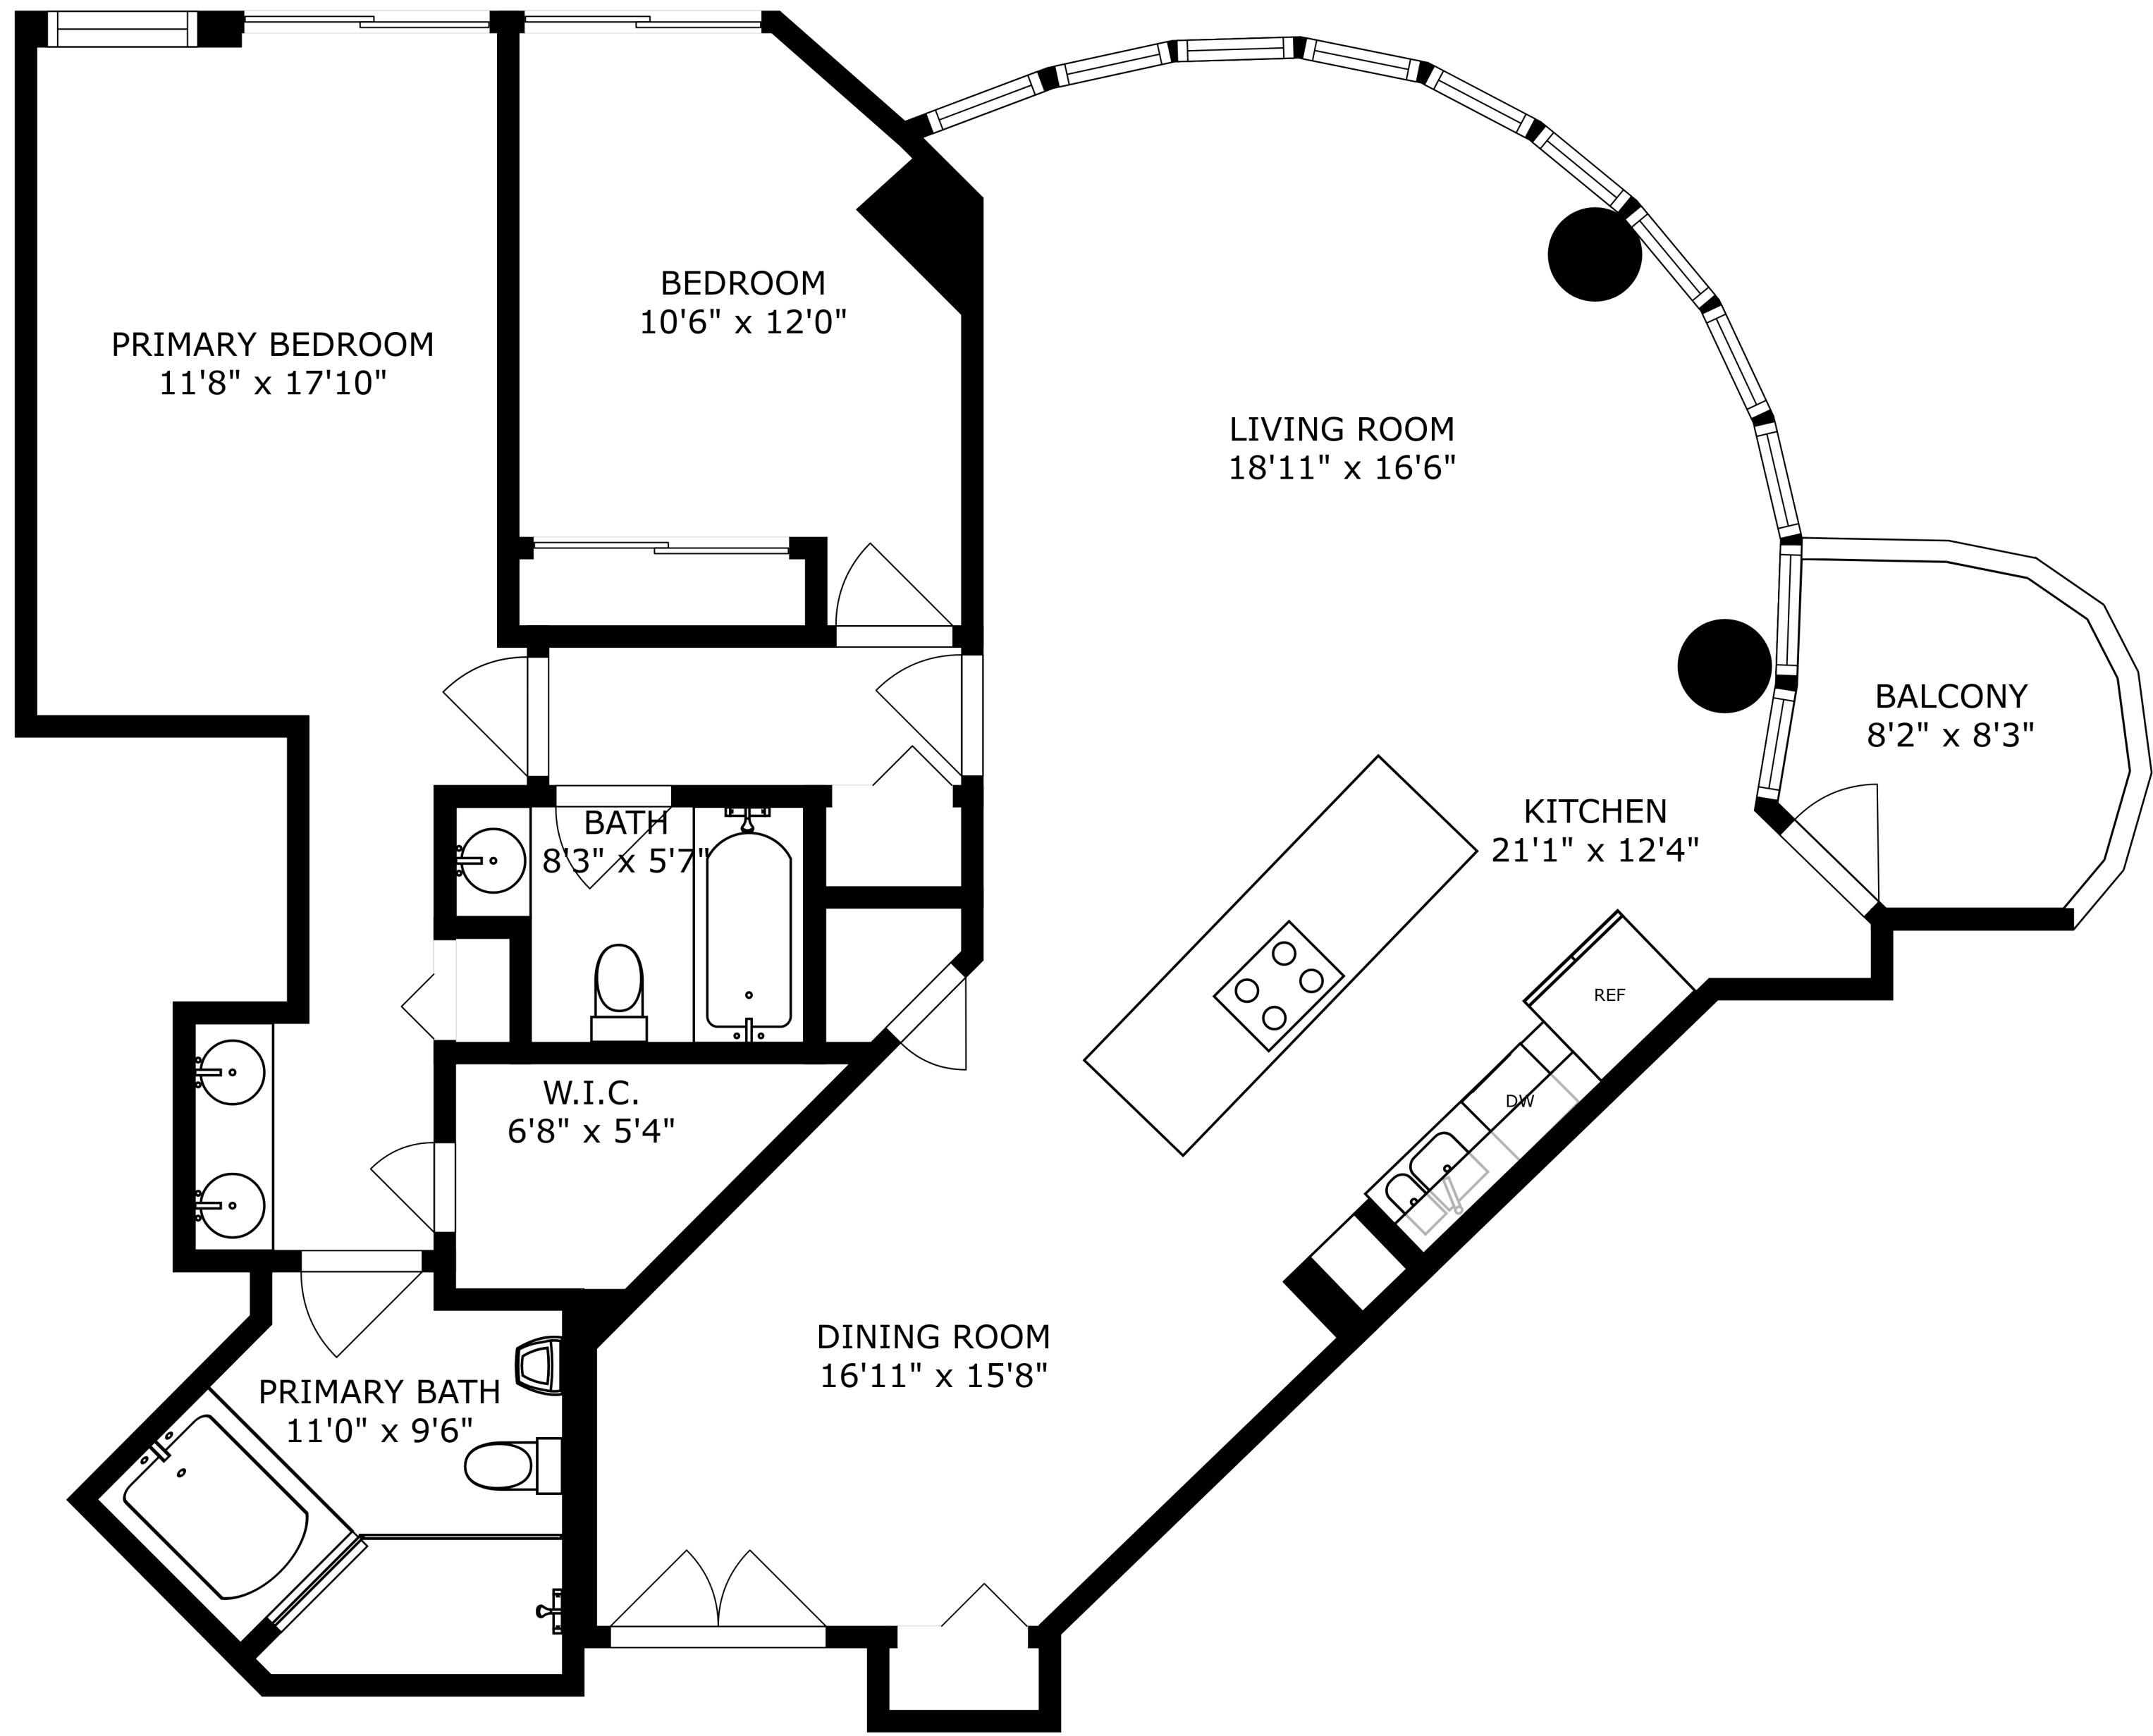 BEDROOM
10'6" x 12'0"
PRIMARY BEDROOM
11'8" x 17'10"
LIVING ROOM
18'11" x 16'6"
BALCONY
8'2" x 8'3"
KITCHEN
21'1" x 12'4"
BATH
8'3" x 5'7"
REF
DW
W.I.C.
6'8" x 5'4"
DINING ROOM
16'11" x 15'8"
PRIMARY BATH
11'0" x 9'6"